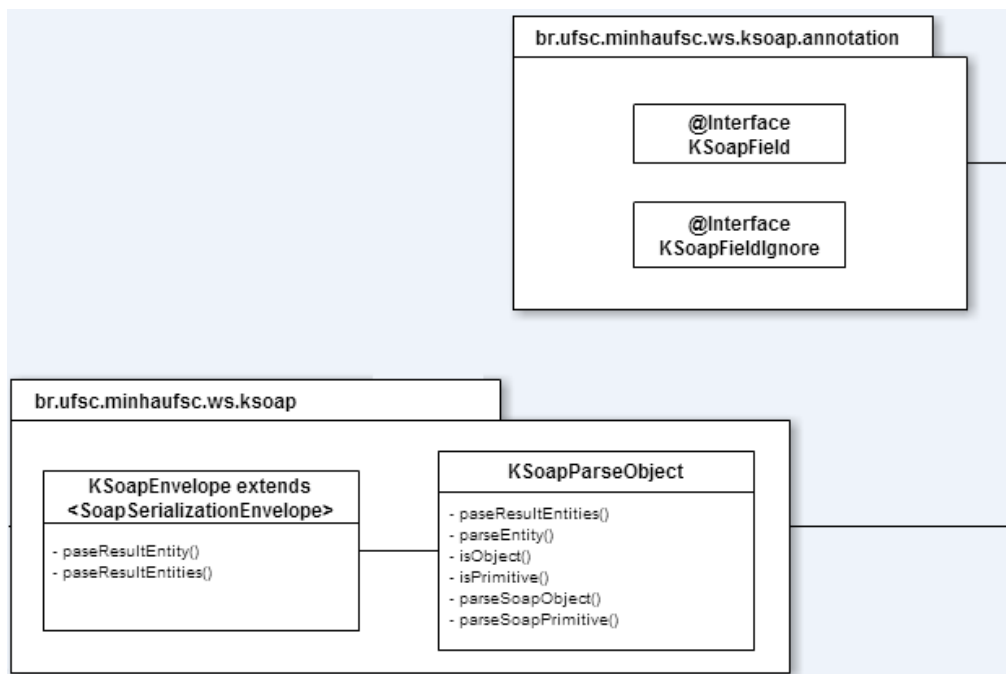 br.ufsc.minhaufsc.ws.ksoap.annotation
@Interface
KSoapField
@Interface
KSoapFieldIgnore
br.ufsc.minhaufsc.ws.ksoap
KSoapEnvelope extends
<SoapSerializationEnvelope>
- paseResultEntity()
- paseResultEntities()
KSoapParseObject
- paseResultEntities()
- parseEntity()
- isObject()
- isPrimitive()
- parseSoapObject()
- parseSoapPrimitive()